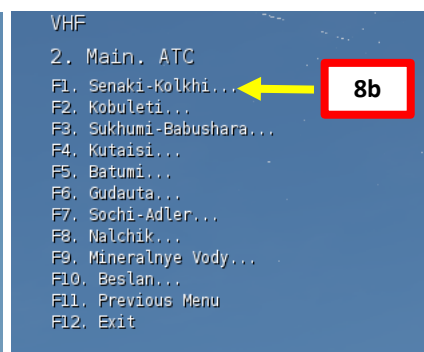 VHF
2. Main. ATC
F1. Senaki-Kolkhi...
8b
F2. Kobuleti...
F3. Sukhumi-Babushara...
F4. Kutaisi...
F5. Batumi...
F6. Gudauta...
F7. Sochi-Adler...
F8. Nalchik...
F9. Mineralnye Vody...
F10. Beslan...
F11. Previous Menu
F12. Exit